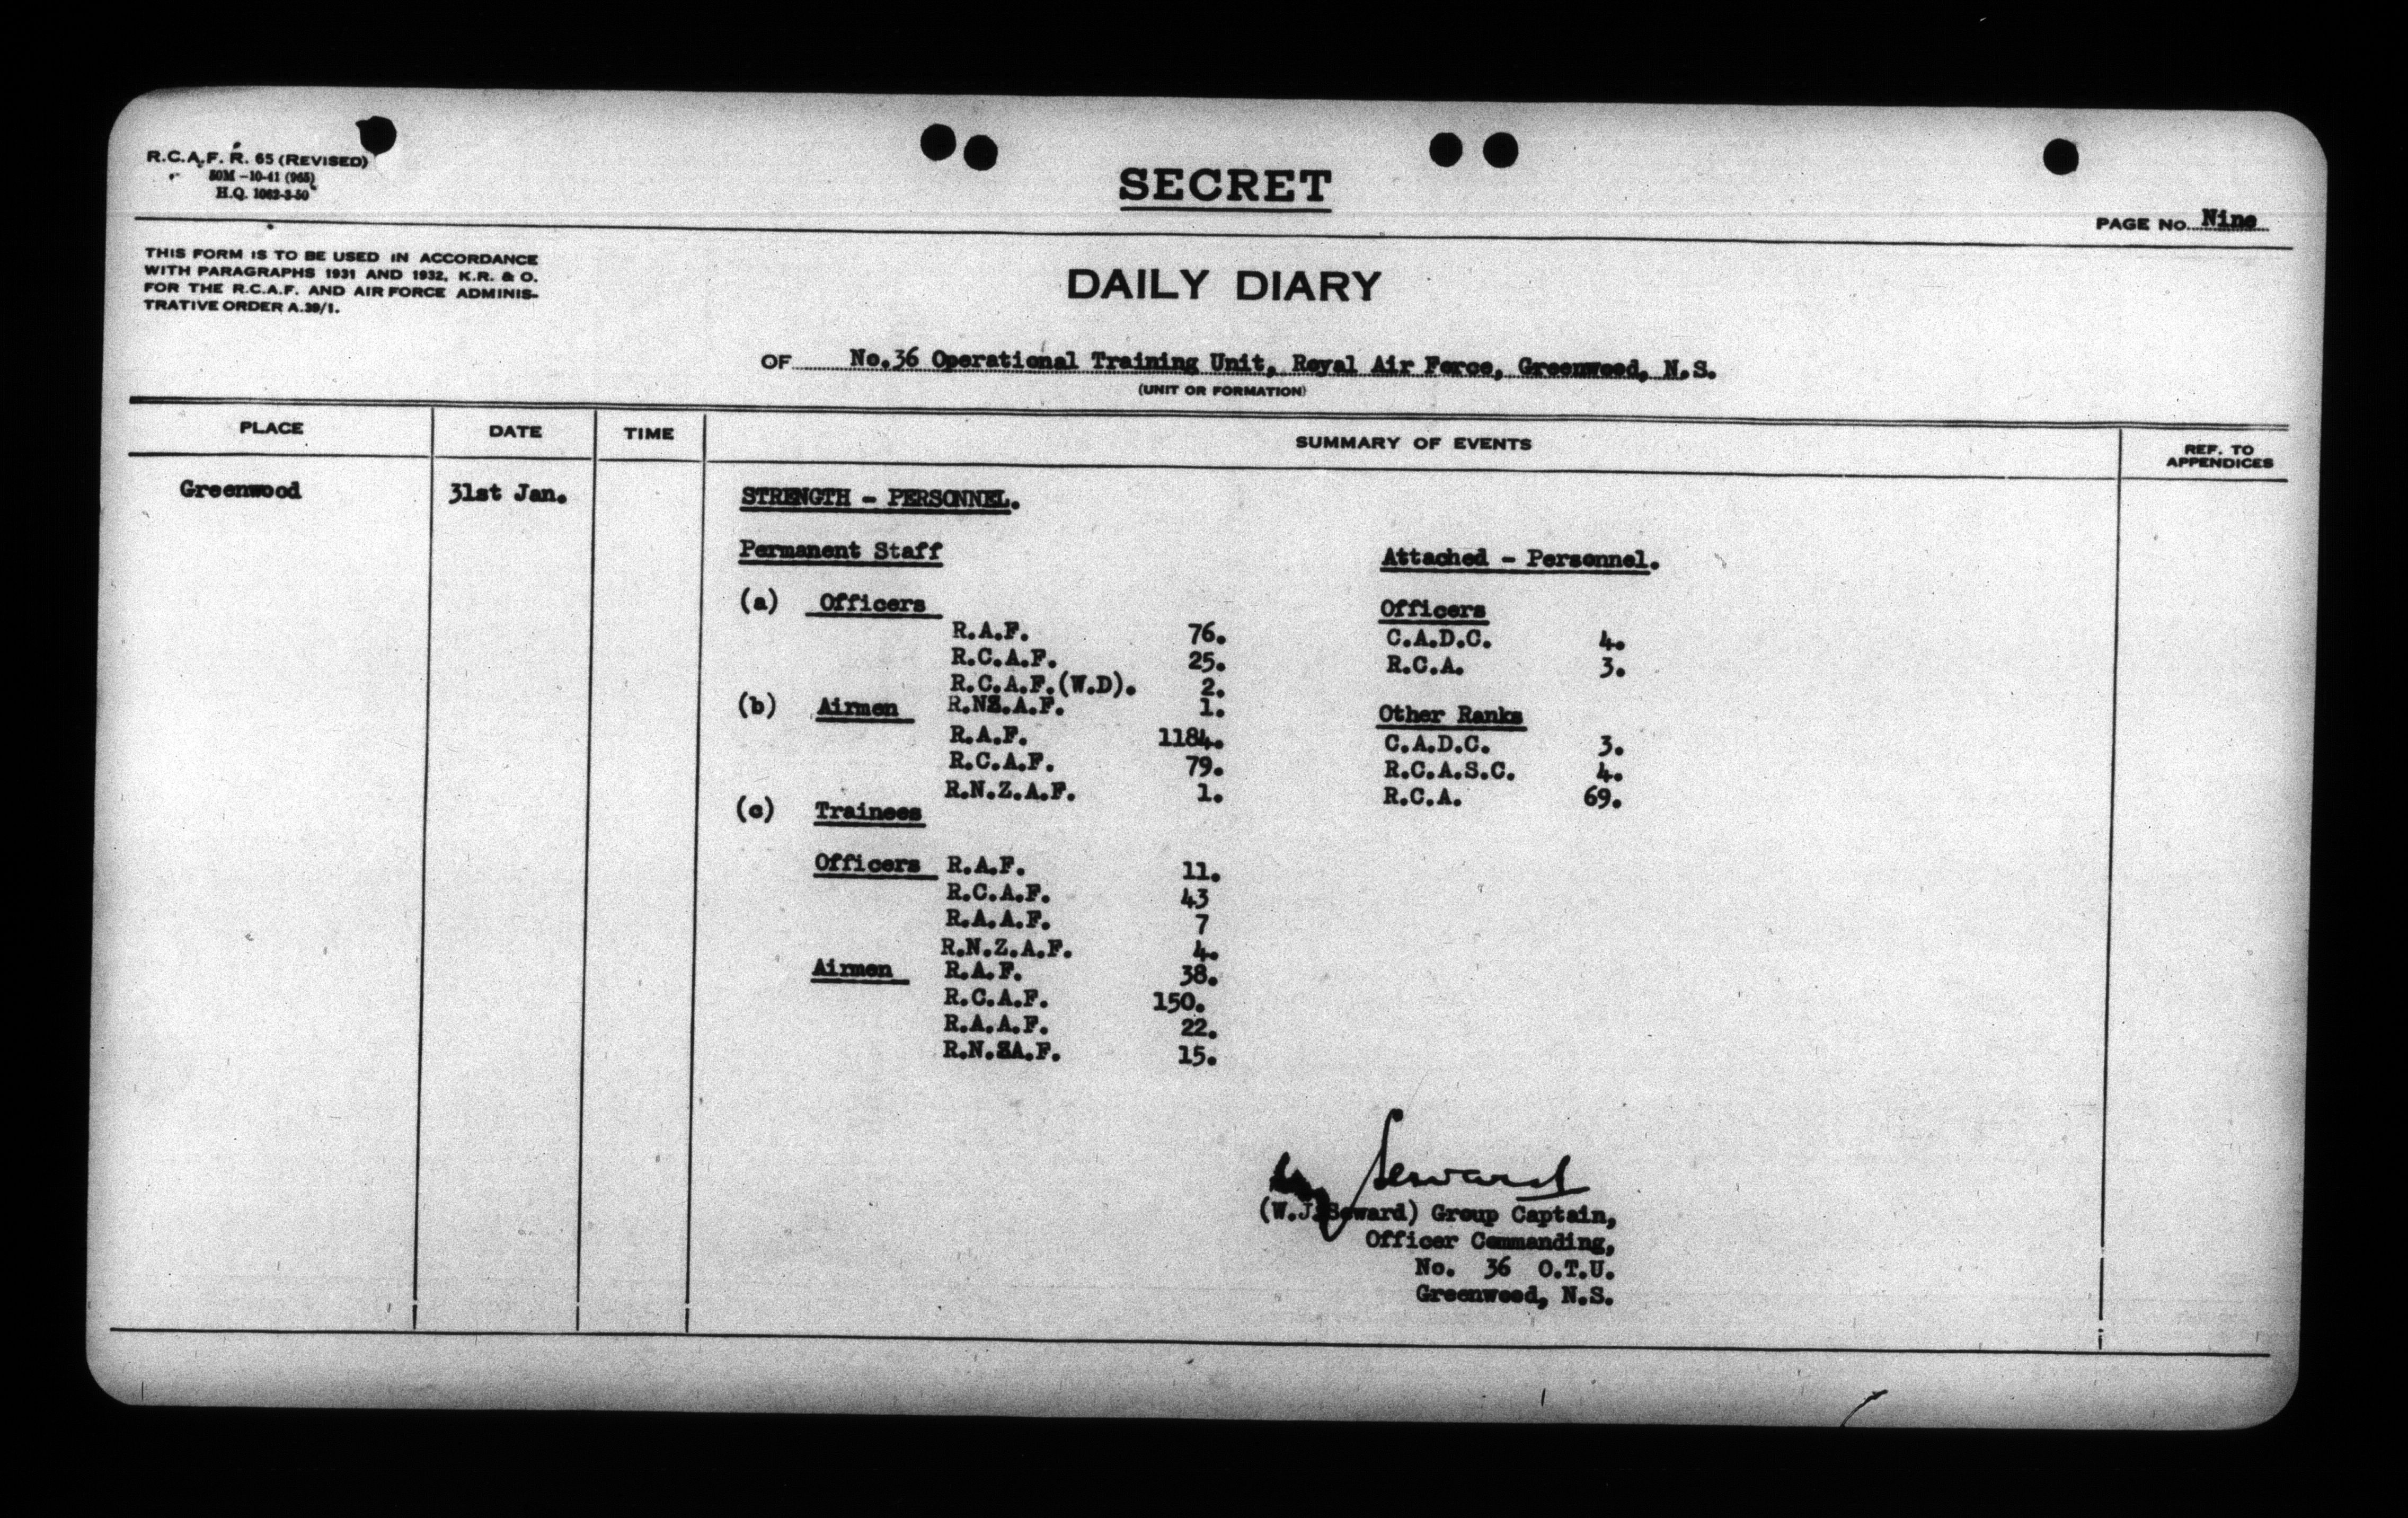 R.C.A.F. R. 65 (REVISED)
50M-10-41 (965)
H.Q. 1062-3-50
SECRET
PAGE No. Nine
THIS FORM IS TO BE USED IN ACCORDANCE
WITH PARAGRAPHS 1931 AND 1932, K.R. & O.
FOR THE R.C.A.F. AND AIR FORCE ADMINIS-
TRATIVE ORDER A.39/1.
DAILY DIARY
OF No.36 Operational Training Unit, Royal Air Force, Greenwood, N.S.
(UNIT OR FORMATION)
PLACE DATE TIME SUMMARY OF EVENTS REF. TO APPENDICES
Greenwood 31st Jan. STRENGTH - PERSONNEL.
Permanent Staff
(a) Officers
R.A.F. 76.
R.C.A.F. 25.
R.C.A.F.(W.D). 2.
R.NZ.A.F. 1.
(b) Airmen
R.A.F. 1184.
R.C.A.F. 79.
R.N.Z.A.F. 1.
(c) Trainees
Officers R.A.F. 11.
R.C.A.F. 43
R.A.A.F. 7
R.N.Z.A.F. 4.
Airmen R.A.F. 38.
R.C.A.F. 150.
R.A.A.F. 22.
R.N.ZA.F. 15.
Attached - Personnel.
Officers
C.A.D.C. 4.
R.C.A. 3.
Other Ranks
C.A.D.C. 3.
R.C.A.S.C. 4.
R.C.A. 69.
Seward
(W.J.Seward) Group Captain,
Officer Commanding,
No. 36 O.T.U.
Greenwood, N.S.